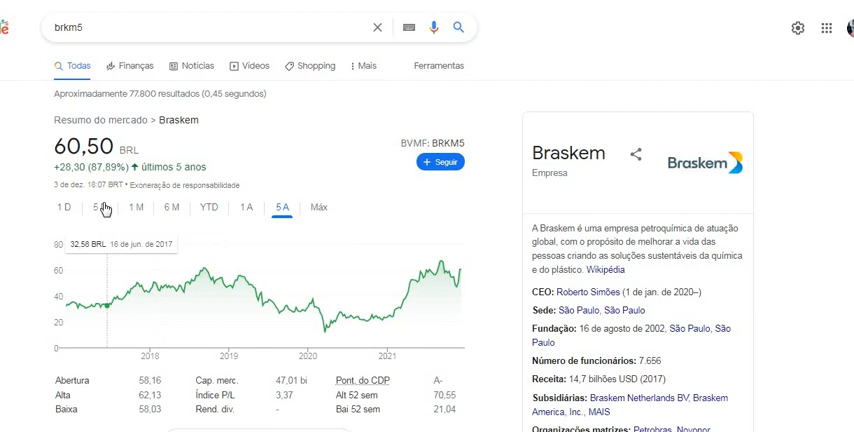 brkm5
Todas Finanças Notícias Vídeos Shopping Mais Ferramentas
Aproximadamente 77.800 resultados (0,45 segundos)
Resumo do mercado > Braskem
60,50 BRL
BVMF: BRKM5
+28,30 (87,89%) últimos 5 anos
+ Seguir
3 de dez. 18:07 BRT • Exoneração de responsabilidade
1 D 5 1 M 6 M YTD 1 A 5 A Máx
32,58 BRL 16 de jun. de 2017
80
60
40
20
0
2018 2019 2020 2021
Abertura 58,16 Cap. merc. 47,01 bi Pont. do CDP A-
Alta 62,13 Índice P/L 3,37 Alt 52 sem 70,55
Baixa 58,03 Rend. div. - Bai 52 sem 21,04
Braskem
Empresa
Braskem
A Braskem é uma empresa petroquímica de atuação
global, com o propósito de melhorar a vida das
pessoas criando as soluções sustentáveis da química
e do plástico. Wikipédia
CEO: Roberto Simões (1 de jan. de 2020–)
Sede: São Paulo, São Paulo
Fundação: 16 de agosto de 2002, São Paulo, São
Paulo
Número de funcionários: 7.656
Receita: 14,7 bilhões USD (2017)
Subsidiárias: Braskem Netherlands BV, Braskem
America, Inc., MAIS
Organizações matrizes: Petrobras, Novonor